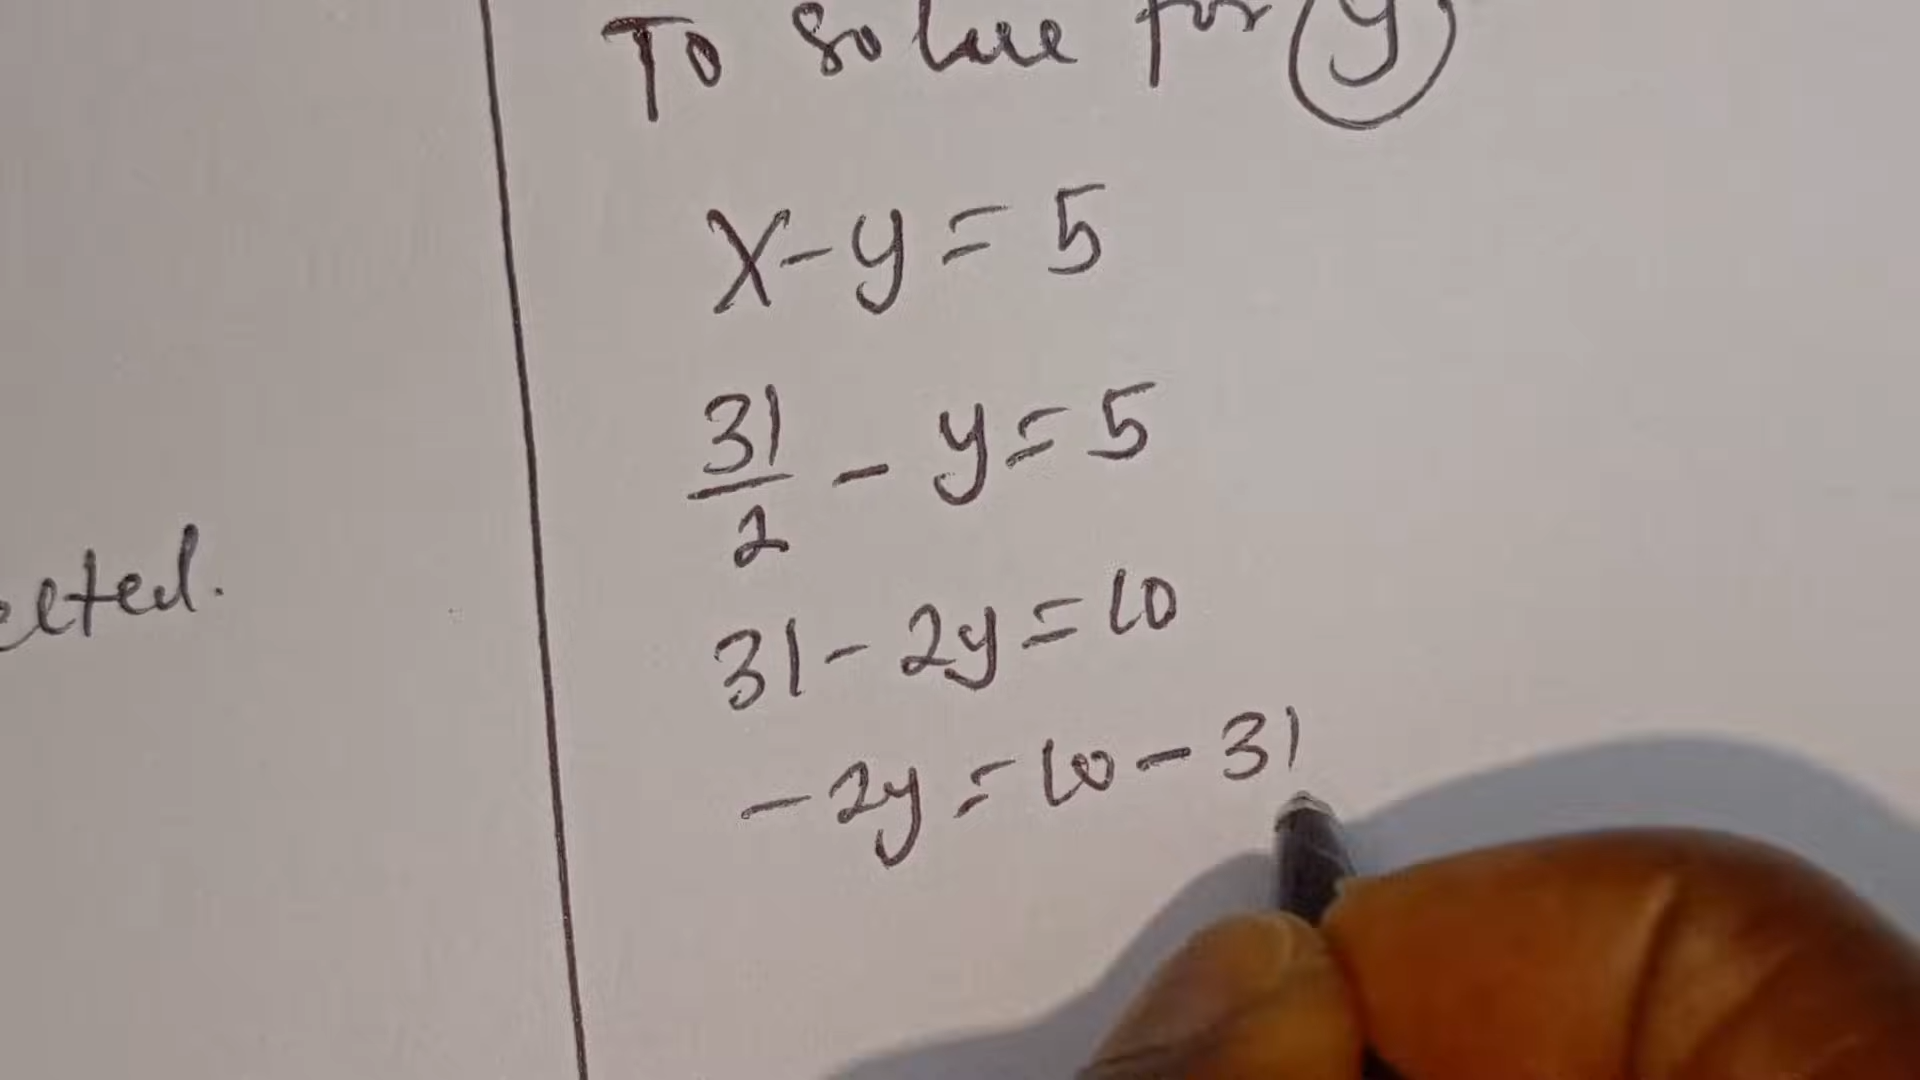 To solve for y
x-y=5
31/2 - y=5
31-2y=10
-2y=10-31